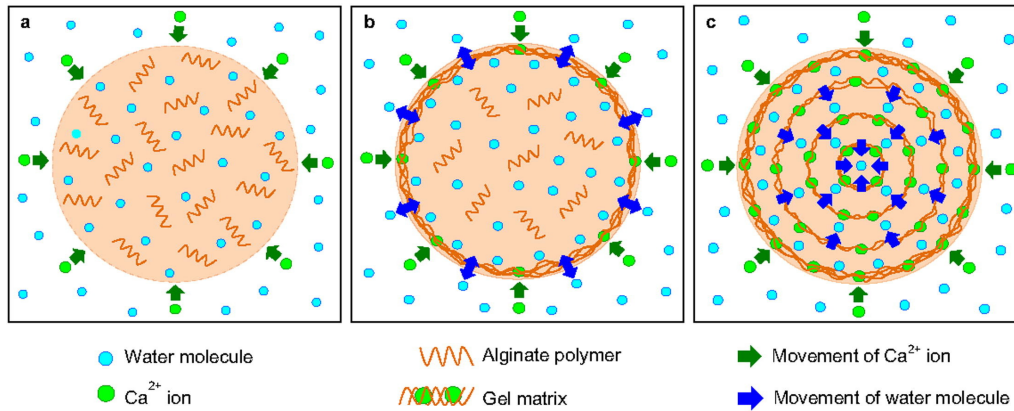 a
b
c
Water molecule
Alginate polymer
Movement of Ca²⁺ ion
Ca²⁺ ion
Gel matrix
Movement of water molecule